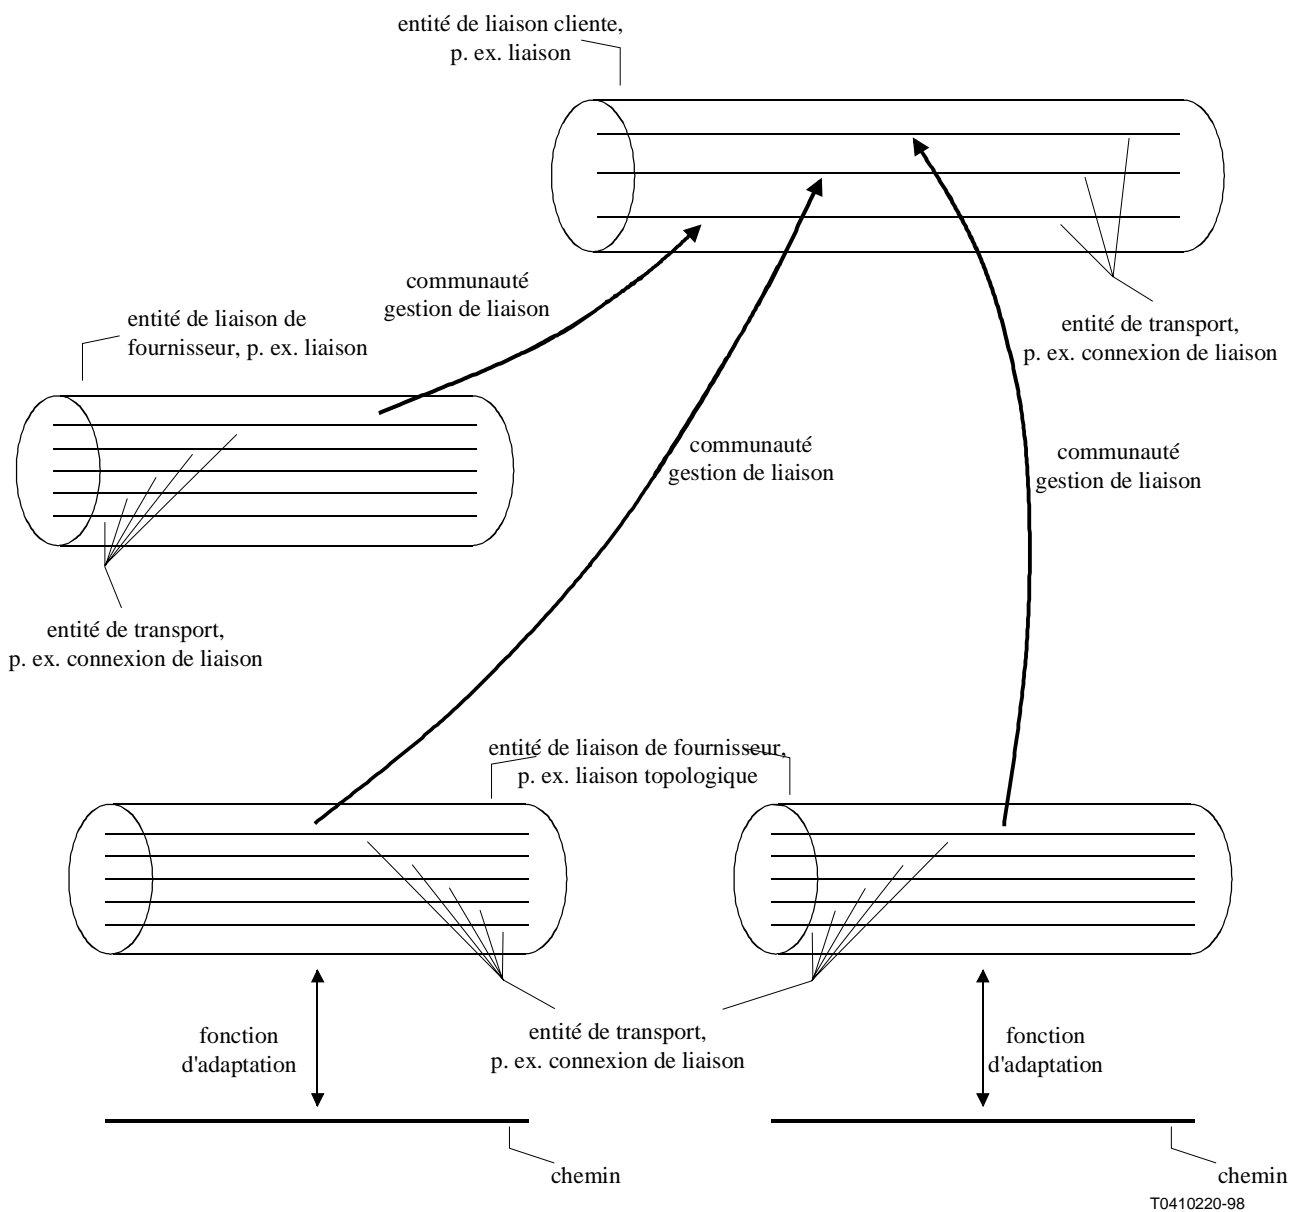 entité de liaison cliente,
p. ex. liaison
communauté
gestion de liaison
entité de liaison de
fournisseur, p. ex. liaison
entité de transport,
p. ex. connexion de liaison
communauté
gestion de liaison
communauté
gestion de liaison
entité de transport,
p. ex. connexion de liaison
entité de liaison de fournisseur,
p. ex. liaison topologique
fonction
d'adaptation
entité de transport,
p. ex. connexion de liaison
fonction
d'adaptation
chemin
chemin
T0410220-98